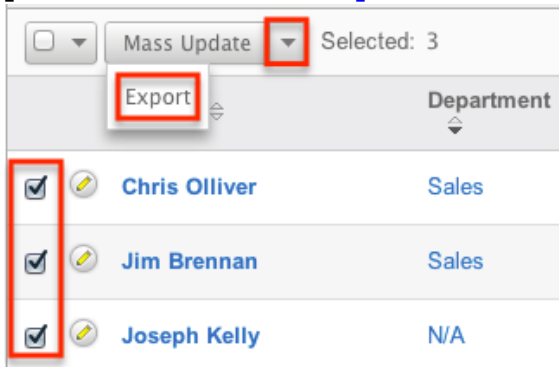 Mass Update Selected: 3
Export
Department
Chris Olliver Sales
Jim Brennan Sales
Joseph Kelly N/A